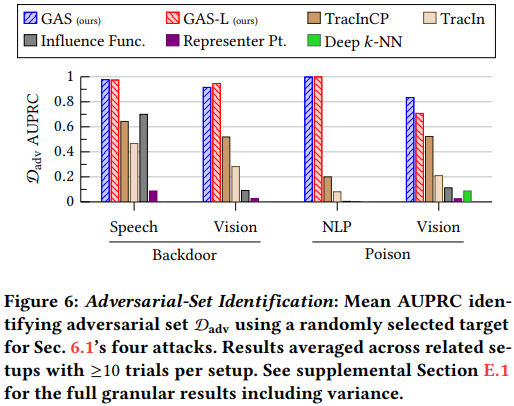 GAS (ours) GAS-L (ours) TracInCP TracIn
Influence Func. Representer Pt. Deep k-NN
1
0.8
0.6
0.4
0.2
0
𝒟adv AUPRC
Speech Vision NLP Vision
Backdoor Poison
Figure 6: Adversarial-Set Identification: Mean AUPRC iden-
tifying adversarial set 𝒟adv using a randomly selected target
for Sec. 6.1’s four attacks. Results averaged across related se-
tups with ≥10 trials per setup. See supplemental Section E.1
for the full granular results including variance.